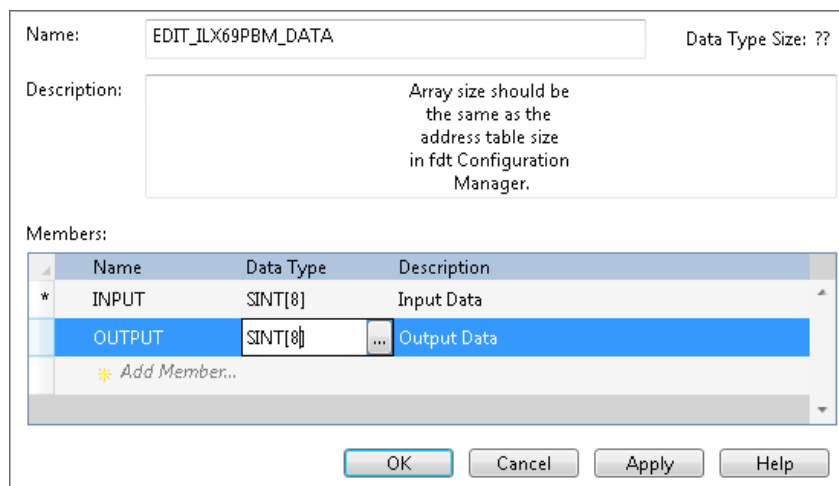 Name: EDIT_ILX69PBM_DATA Data Type Size: ??
Description: Array size should be
the same as the
address table size
in fdt Configuration
Manager.
Members:
Name Data Type Description
* INPUT SINT[8] Input Data
OUTPUT SINT[8] ... Output Data
Add Member...
OK Cancel Apply Help